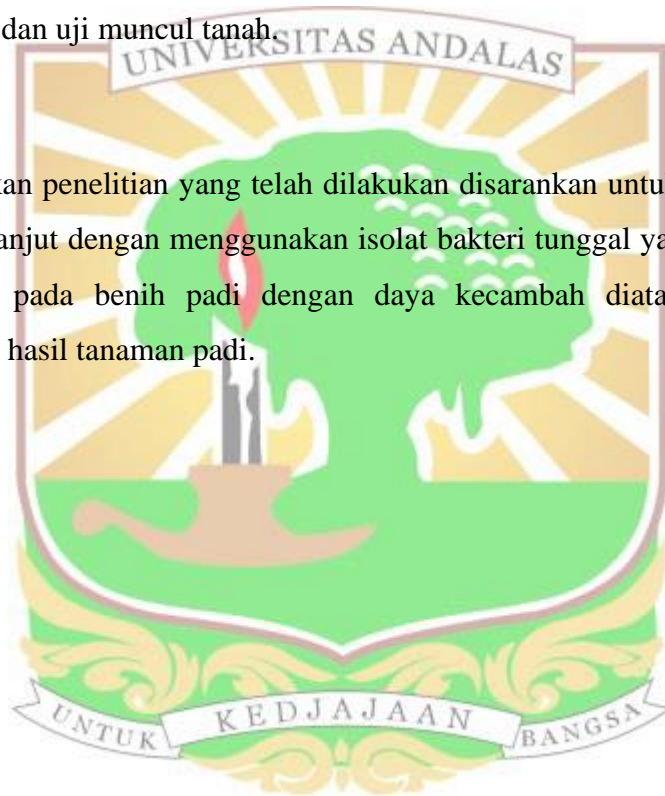 dan uji muncul tanah.
UNIVERSITAS ANDALAS
kan penelitian yang telah dilakukan disarankan untu
anjut dengan menggunakan isolat bakteri tunggal ya
pada benih padi dengan daya kecambah diata
hasil tanaman padi.
UNTUK KEDJAJAAN BANGSA